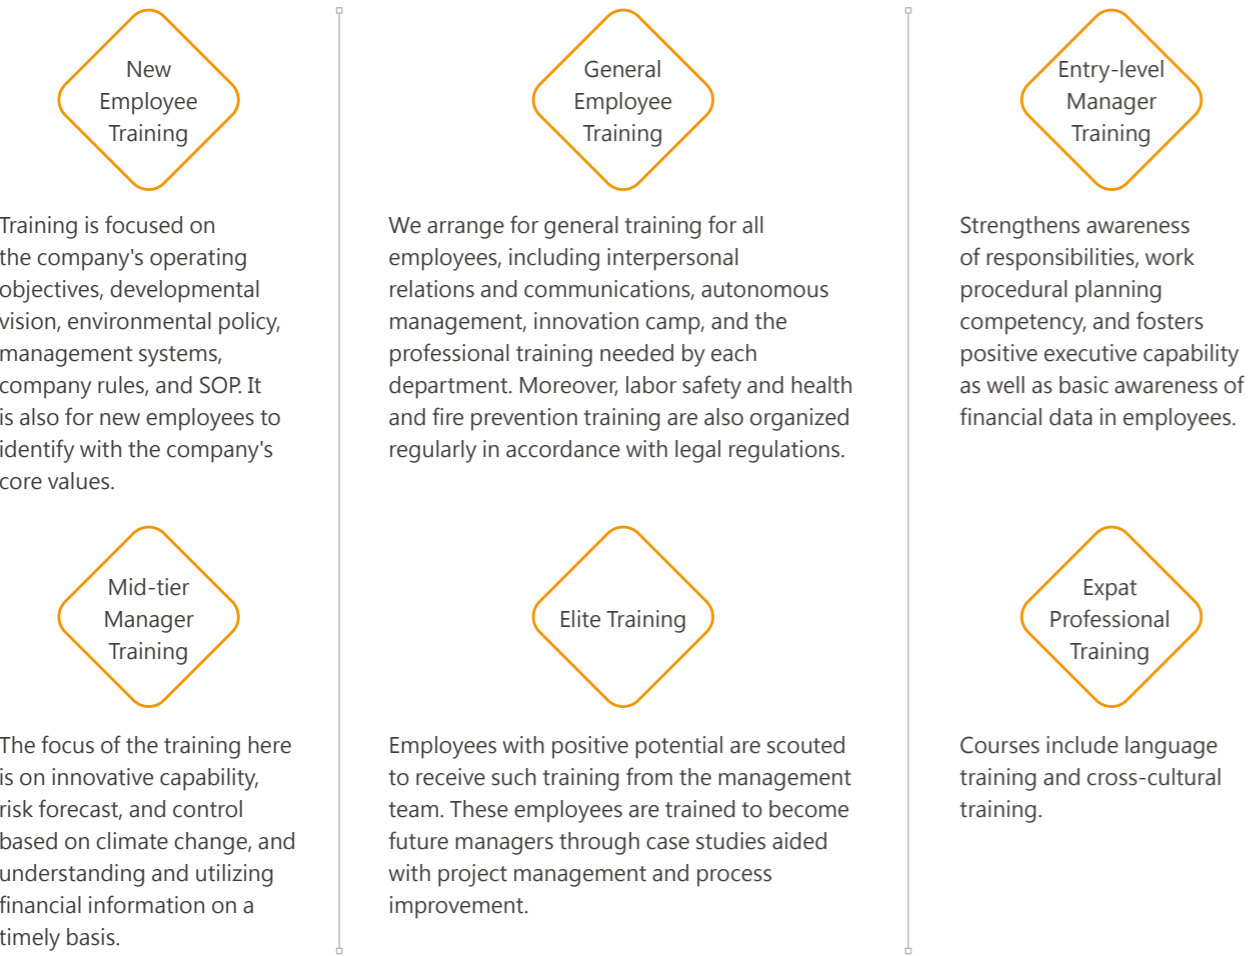 New
Employee
Training
Training is focused on
the company's operating
objectives, developmental
vision, environmental policy,
management systems,
company rules, and SOP. It
is also for new employees to
identify with the company's
core values.
General
Employee
Training
We arrange for general training for all
employees, including interpersonal
relations and communications, autonomous
management, innovation camp, and the
professional training needed by each
department. Moreover, labor safety and health
and fire prevention training are also organized
regularly in accordance with legal regulations.
Entry-level
Manager
Training
Strengthens awareness
of responsibilities, work
procedural planning
competency, and fosters
positive executive capability
as well as basic awareness of
financial data in employees.
Mid-tier
Manager
Training
The focus of the training here
is on innovative capability,
risk forecast, and control
based on climate change, and
understanding and utilizing
financial information on a
timely basis.
Elite Training
Employees with positive potential are scouted
to receive such training from the management
team. These employees are trained to become
future managers through case studies aided
with project management and process
improvement.
Expat
Professional
Training
Courses include language
training and cross-cultural
training.